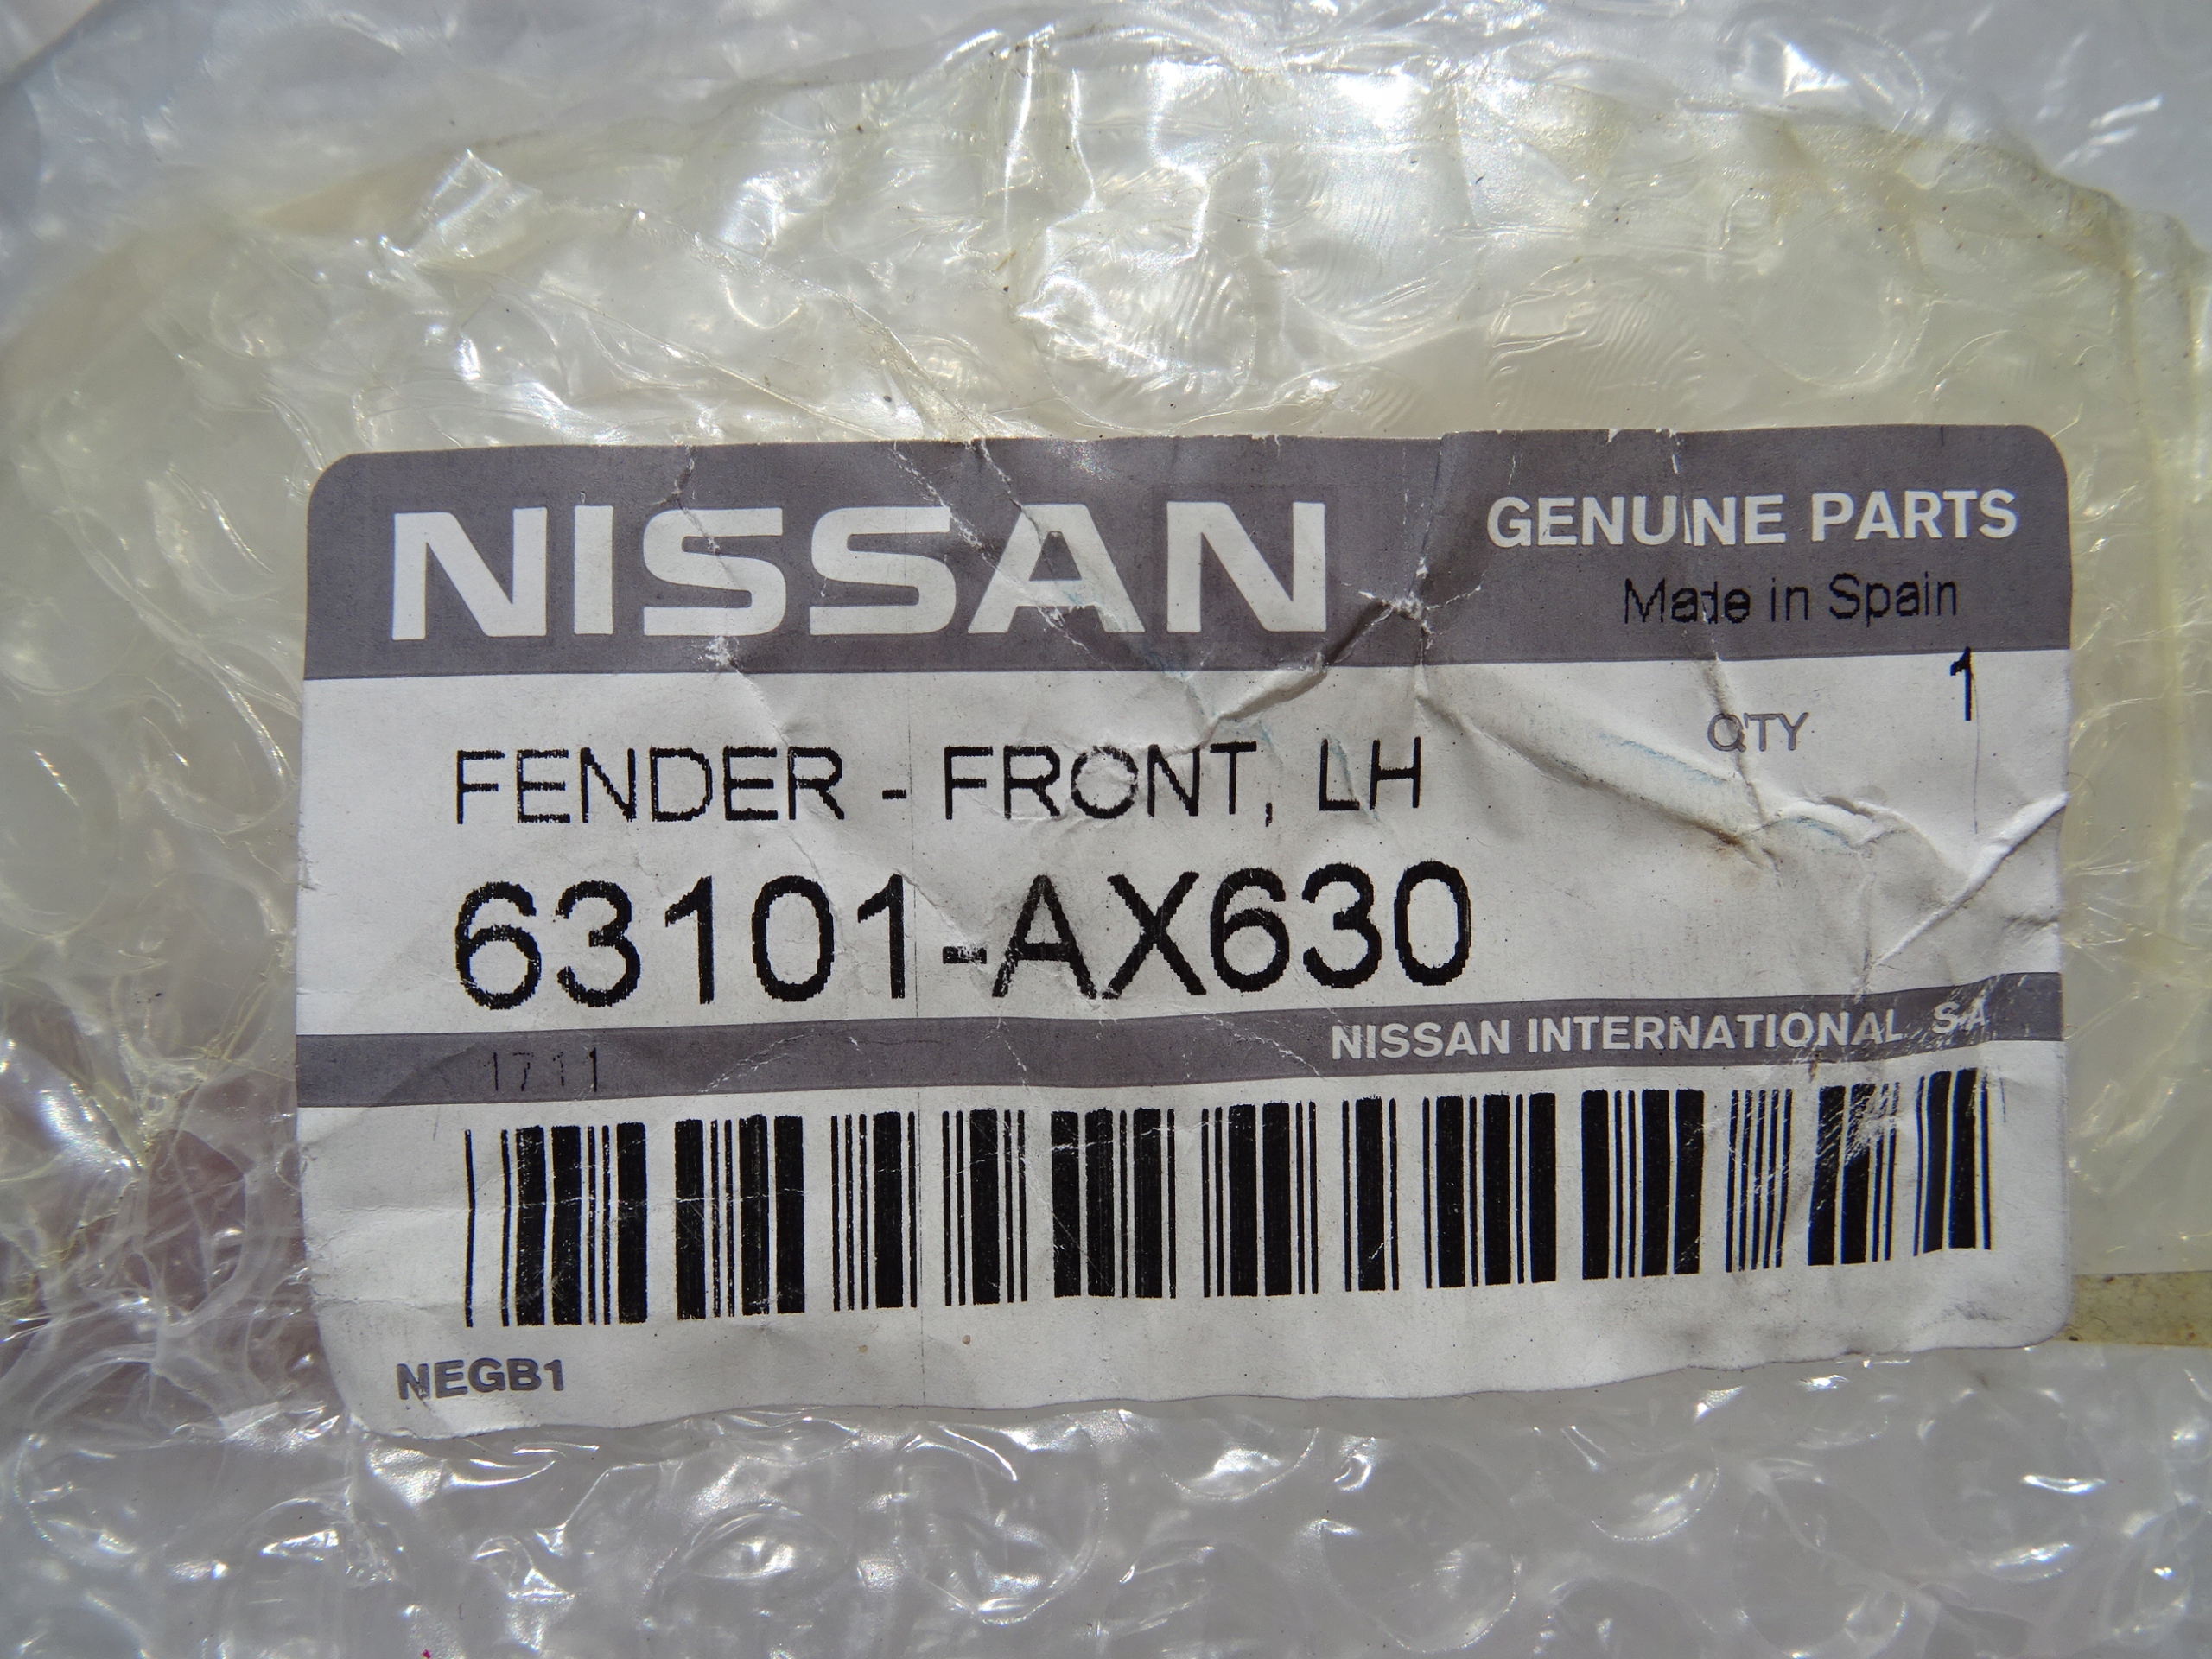 NISSAN
GENUINE PARTS
Made in Spain
1
QTY
FENDER - FRONT, LH
63101-AX630
NISSAN INTERNATIONAL SA
1711
NEGB1